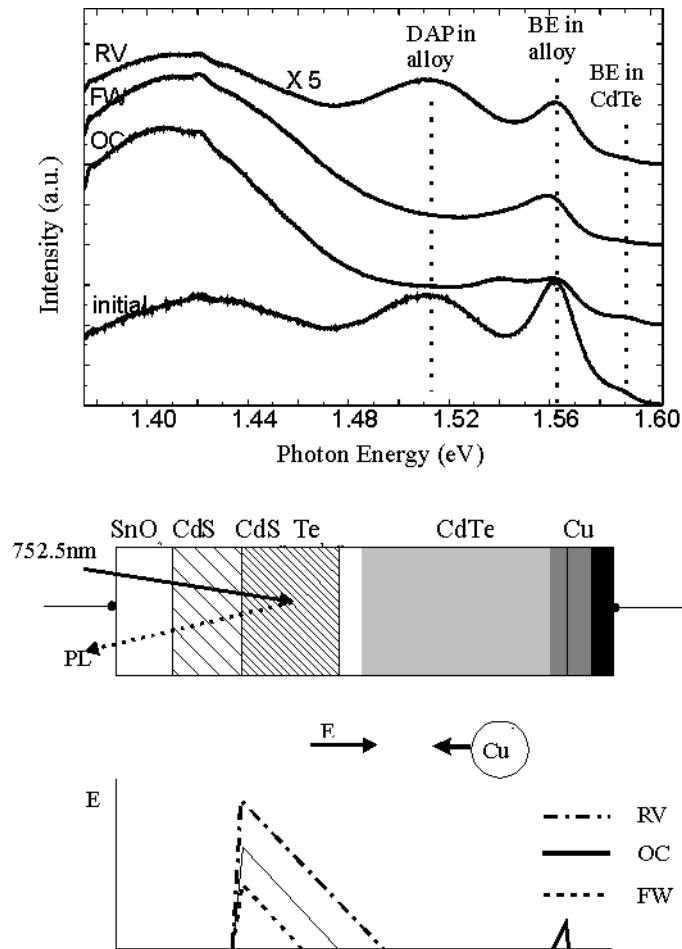 RV
FW
OC
initial
X 5
DAP in
alloy
BE in
alloy
BE in
CdTe
Intensity (a.u.)
1.40 1.44 1.48 1.52 1.56 1.60
Photon Energy (eV)
SnO CdS CdS Te CdTe Cu
752.5nm
PL
E
Cu
E
RV
OC
FW